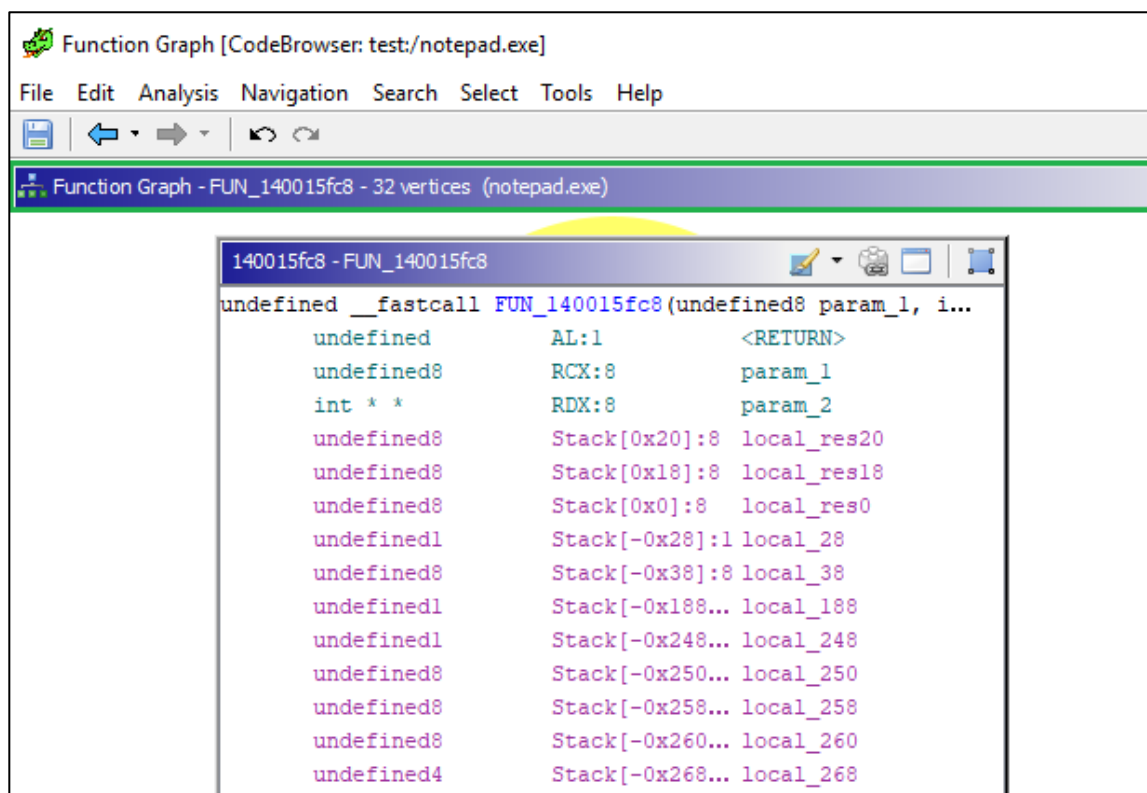 Function Graph [CodeBrowser: test:/notepad.exe]
File Edit Analysis Navigation Search Select Tools Help
Function Graph - FUN_140015fc8 - 32 vertices (notepad.exe)
140015fc8 - FUN_140015fc8
undefined __fastcall FUN_140015fc8(undefined8 param_1, i...
undefined AL:1 <RETURN>
undefined8 RCX:8 param_1
int * * RDX:8 param_2
undefined8 Stack[0x20]:8 local_res20
undefined8 Stack[0x18]:8 local_res18
undefined8 Stack[0x0]:8 local_res0
undefined1 Stack[-0x28]:1 local_28
undefined8 Stack[-0x38]:8 local_38
undefined1 Stack[-0x188... local_188
undefined1 Stack[-0x248... local_248
undefined8 Stack[-0x250... local_250
undefined8 Stack[-0x258... local_258
undefined8 Stack[-0x260... local_260
undefined4 Stack[-0x268... local_268